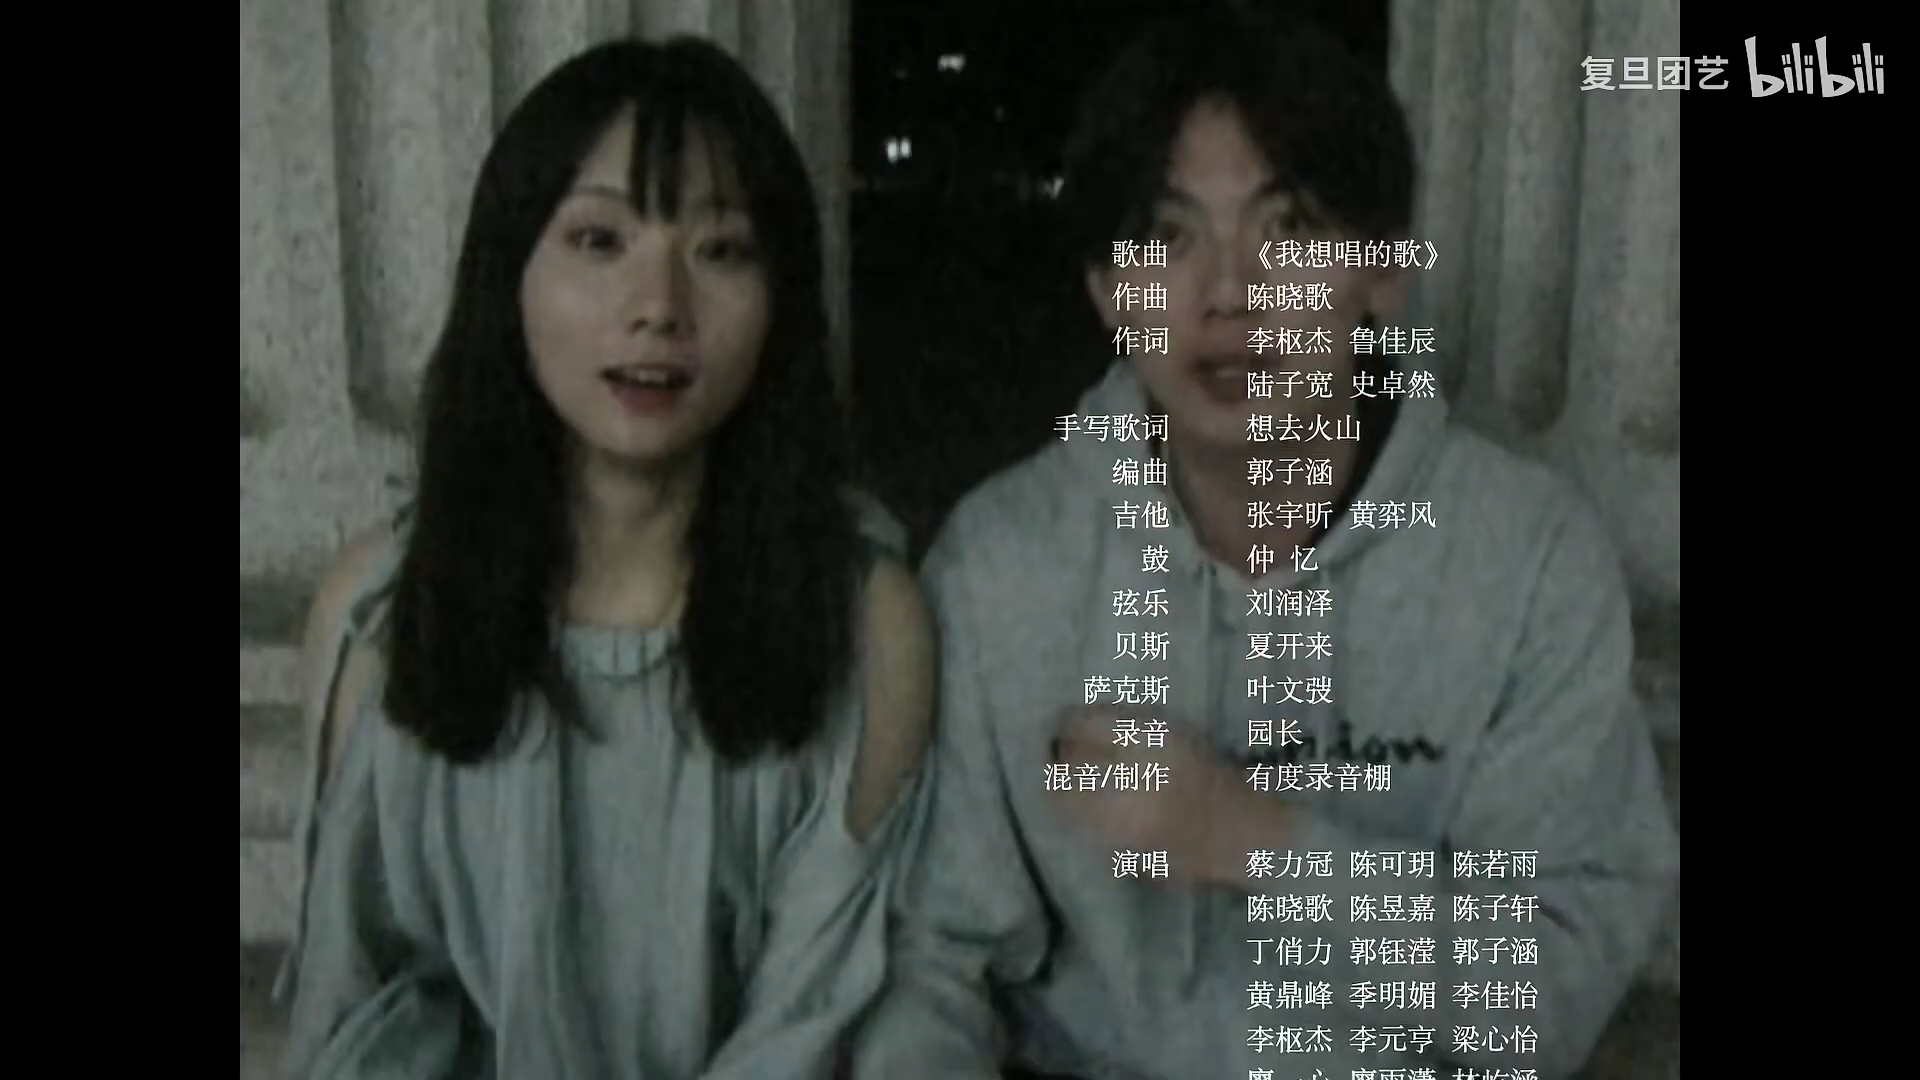 复旦团艺 bilibili
歌曲 《我想唱的歌》
作曲 陈晓歌
作词 李枢杰 鲁佳辰
陆子宽 史卓然
手写歌词 想去火山
编曲 郭子涵
吉他 张宇昕 黄弈风
鼓 仲 忆
弦乐 刘润泽
贝斯 夏开来
萨克斯 叶文弢
录音 园长
混音/制作 有度录音棚
演唱 蔡力冠 陈可玥 陈若雨
陈晓歌 陈昱嘉 陈子轩
丁俏力 郭钰滢 郭子涵
黄鼎峰 季明媚 李佳怡
李枢杰 李元亨 梁心怡